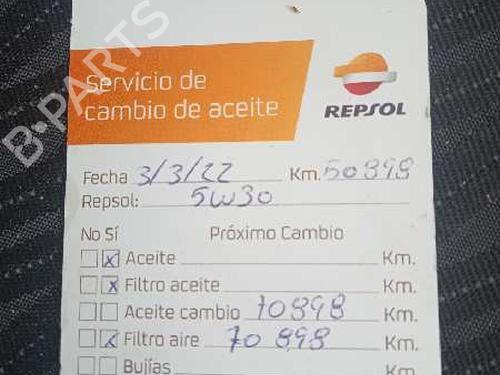 Servicio de
cambio de aceite
REPSOL
Fecha 3/3/22 Km. 50898
Repsol: 5W30
No Sí Próximo Cambio
x Aceite Km.
x Filtro aceite Km.
Aceite cambio 70898 Km.
x Filtro aire 70898 Km.
Bujías Km.
B-PARTS